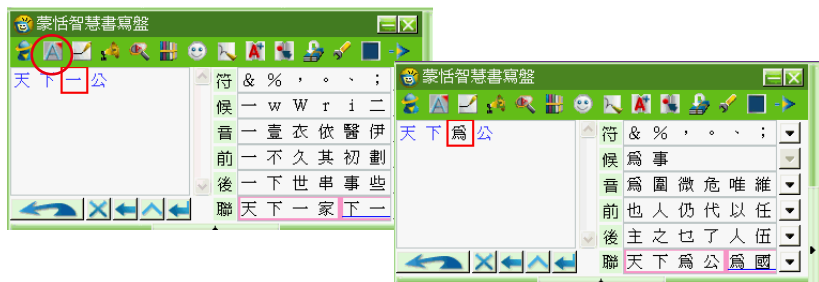 蒙恬智慧書寫盤
天下一公
符 & % ， 。 、 ；
候 一 w W r i 二
音 一 壹 衣 依 醫 伊
前 一 不 久 其 初 劃
後 一 下 世 串 事 些
聯 天下一家 下一
蒙恬智慧書寫盤
天下爲公
符 & % ， 。 、 ；
候 爲 事
音 爲 圍 微 危 唯 維
前 也 人 仍 代 以 任
後 主 之 𠃏 了 人 伍
聯 天下爲公 爲國